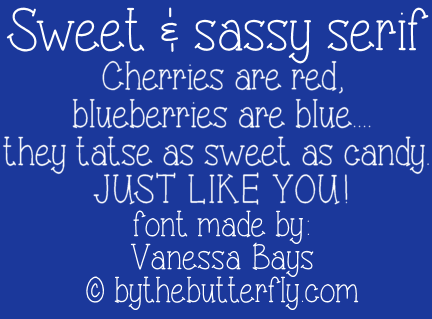 Sweet & sassy serif
Cherries are red,
blueberries are blue....
they tatse as sweet as candy.
JUST LIKE YOU!
font made by:
Vanessa Bays
© bythebutterfly.com